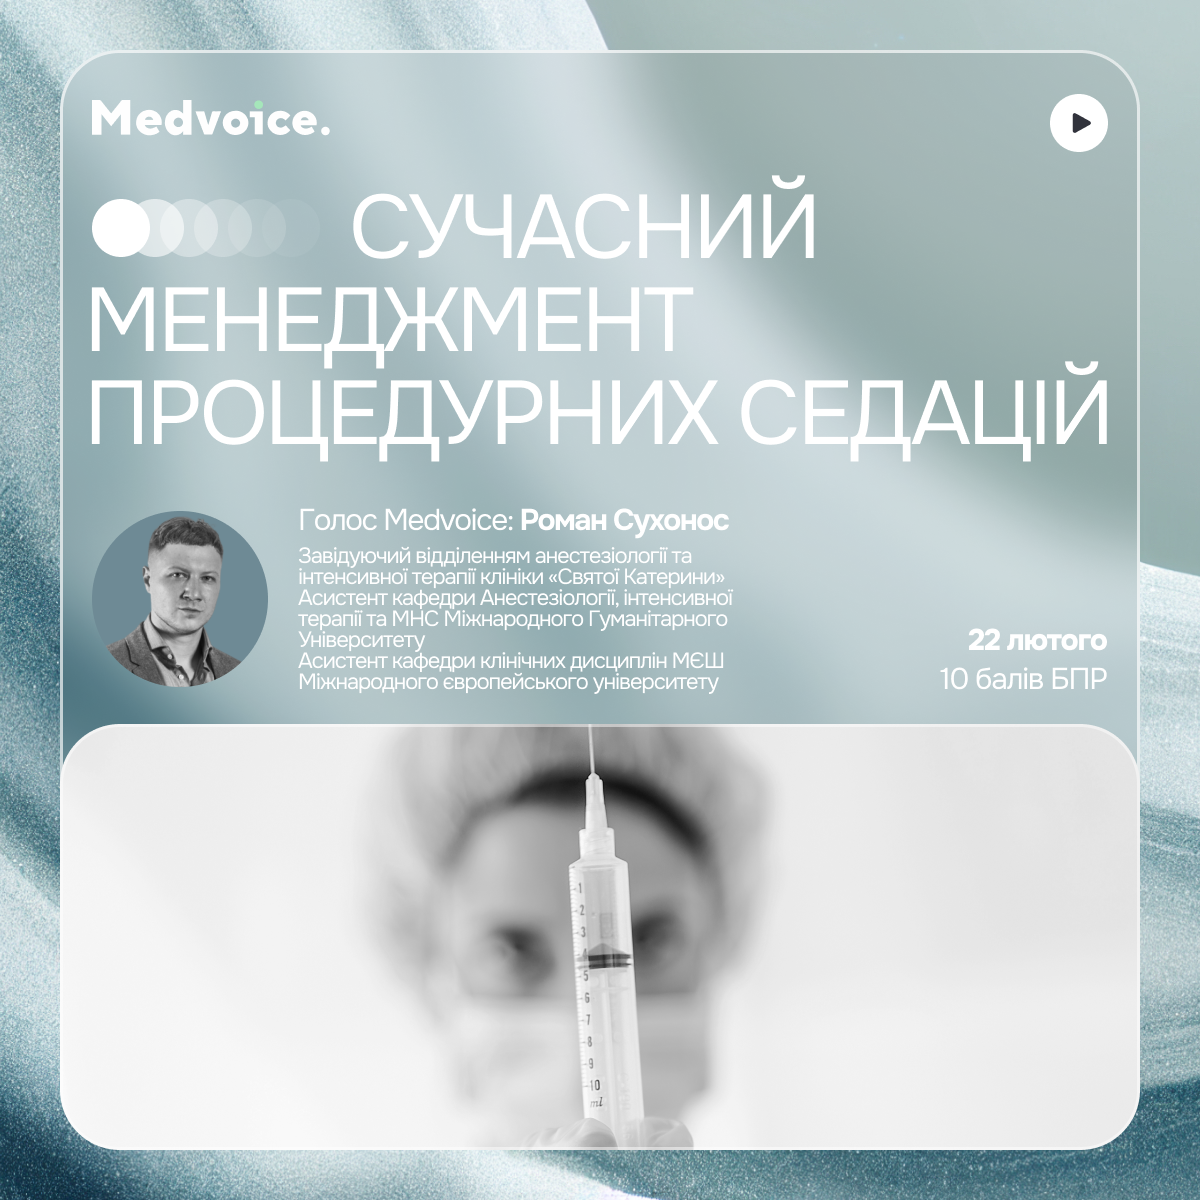 Medvoice.
СУЧАСНИЙ
МЕНЕДЖМЕНТ
ПРОЦЕДУРНИХ СЕДАЦІЙ
Голос Medvoice: Роман Сухонос
Завідуючий відділенням анестезіології та
інтенсивної терапії клініки «Святої Катерини»
Асистент кафедри Анестезіології, інтенсивної
терапії та МНС Міжнародного Гуманітарного
Університету
Асистент кафедри клінічних дисциплін МЄШ
Міжнародного європейського університету
22 лютого
10 балів БПР
1
2
3
4
5
6
7
8
9
10
ml